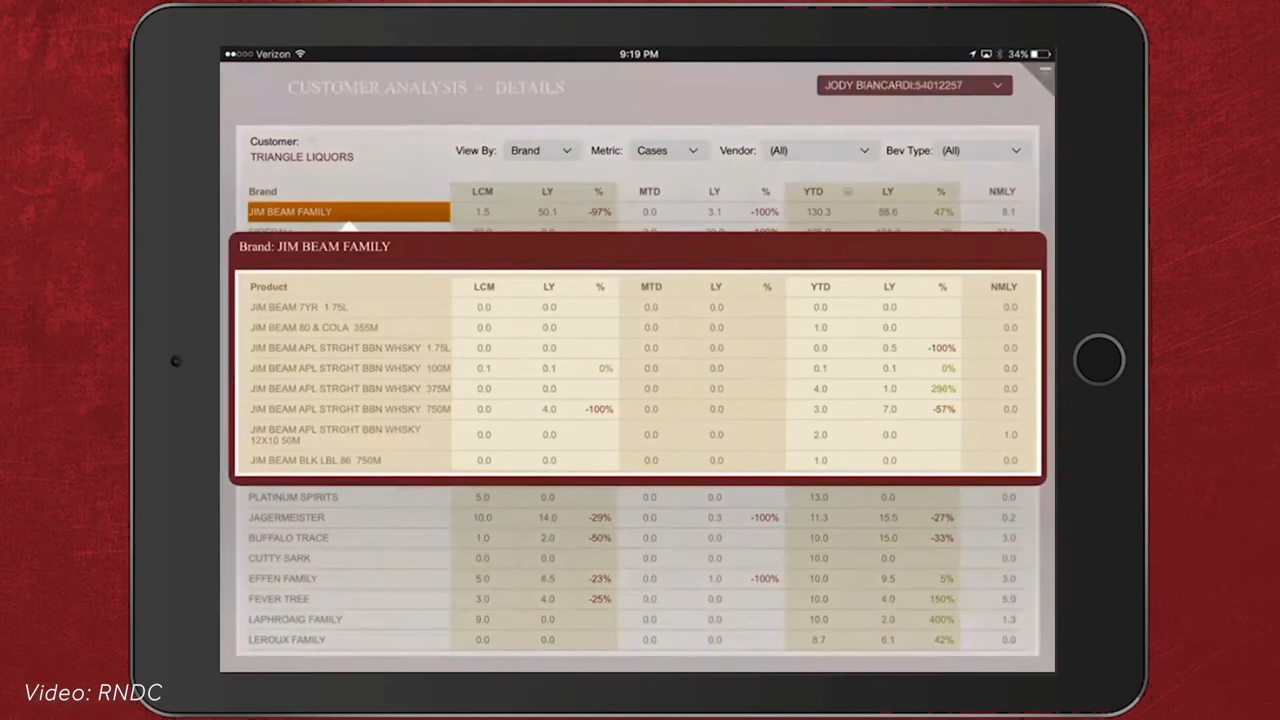 Verizon 9:19 PM 34%
CUSTOMER ANALYSIS - DETAILS JODY BIANCARDI:54012257
Customer:
TRIANGLE LIQUORS
View By: Brand Metric: Cases Vendor: (All) Bev Type: (All)
Brand LCM LY % MTD LY % YTD LY % NMLY
JIM BEAM FAMILY 1.5 50.1 -97% 0.0 3.1 -100% 130.3 88.6 47% 8.1
Brand: JIM BEAM FAMILY
Product LCM LY % MTD LY % YTD LY % NMLY
JIM BEAM 7YR 1.75L 0.0 0.0 0.0 0.0 0.0 0.0 0.0
JIM BEAM 80 & COLA 355M 0.0 0.0 0.0 0.0 1.0 0.0 0.0
JIM BEAM APL STRGHT BBN WHSKY 1.75L 0.0 0.0 0.0 0.0 0.0 0.5 -100% 0.0
JIM BEAM APL STRGHT BBN WHSKY 100M 0.1 0.1 0% 0.0 0.0 0.1 0.1 0% 0.0
JIM BEAM APL STRGHT BBN WHSKY 375M 0.0 0.0 0.0 0.0 4.0 1.0 296% 0.0
JIM BEAM APL STRGHT BBN WHSKY 750M 0.0 4.0 -100% 0.0 0.0 3.0 7.0 -57% 0.0
JIM BEAM APL STRGHT BBN WHSKY
12X10 50M 0.0 0.0 0.0 0.0 2.0 0.0 1.0
JIM BEAM BLK LBL 86 750M 0.0 0.0 0.0 0.0 1.0 0.0 0.0
PLATINUM SPIRITS 5.0 0.0 0.0 0.0 13.0 0.0 0.0
JAGERMEISTER 10.0 14.0 -29% 0.0 0.3 -100% 11.3 15.5 -27% 0.2
BUFFALO TRACE 1.0 2.0 -50% 0.0 0.0 10.0 15.0 -33% 3.0
CUTTY SARK 0.0 0.0 0.0 0.0 10.0 0.0 0.0
EFFEN FAMILY 5.0 6.5 -23% 0.0 1.0 -100% 10.0 9.5 5% 3.0
FEVER TREE 3.0 4.0 -25% 0.0 0.0 10.0 4.0 150% 5.0
LAPHROAIG FAMILY 9.0 0.0 0.0 0.0 10.0 2.0 400% 1.3
LEROUX FAMILY 0.0 0.0 0.0 0.0 8.7 6.1 42% 0.0
Video: RNDC